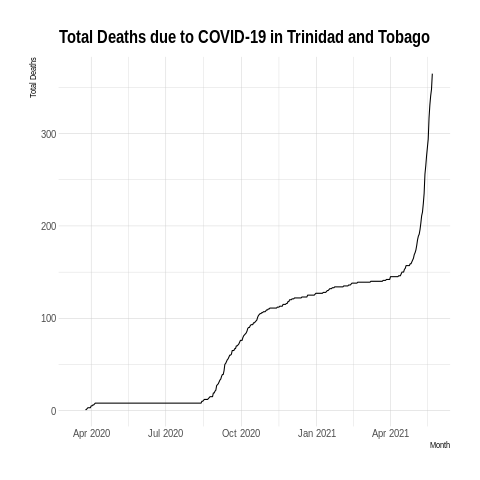 Total Deaths due to COVID-19 in Trinidad and Tobago
Total Deaths
300
200
100
0
Apr 2020 Jul 2020 Oct 2020 Jan 2021 Apr 2021
Month